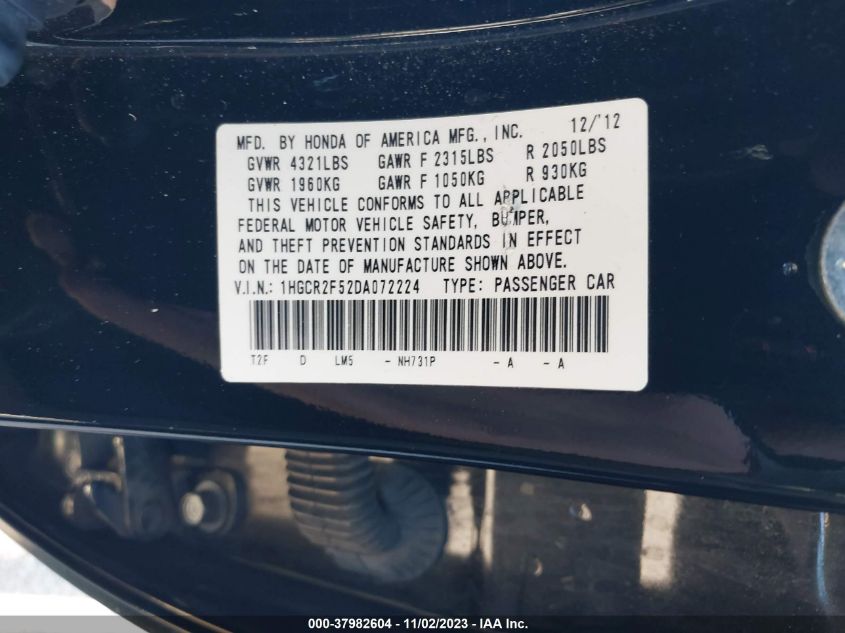 MFD. BY HONDA OF AMERICA MFG., INC. 12/'12
GVWR 4321LBS GAWR F 2315LBS R 2050LBS
GVWR 1960KG GAWR F 1050KG R 930KG
THIS VEHICLE CONFORMS TO ALL APPLICABLE
FEDERAL MOTOR VEHICLE SAFETY, BUMPER,
AND THEFT PREVENTION STANDARDS IN EFFECT
ON THE DATE OF MANUFACTURE SHOWN ABOVE.
V.I.N.: 1HGCR2F52DA072224 TYPE: PASSENGER CAR
T2F D LM5 - NH731P - A - A
000-37982604 - 11/02/2023 - IAA Inc.